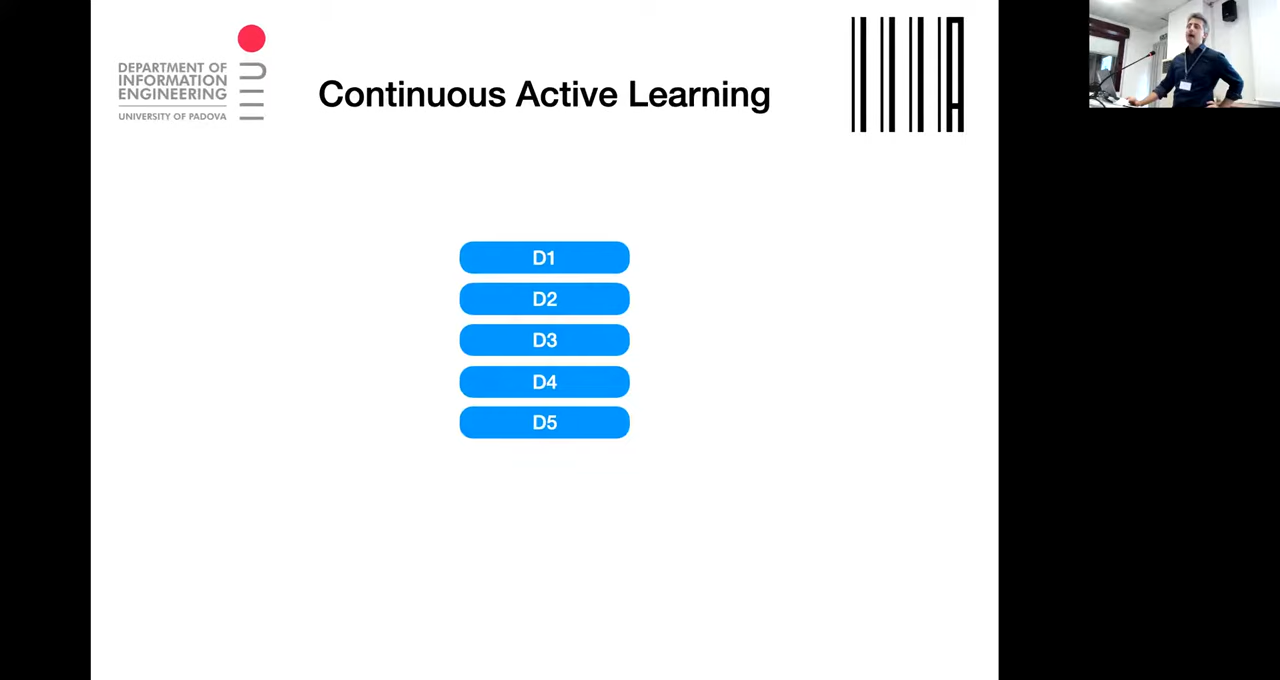 DEPARTMENT OF
INFORMATION
ENGINEERING
UNIVERSITY OF PADOVA
Continuous Active Learning
D1
D2
D3
D4
D5